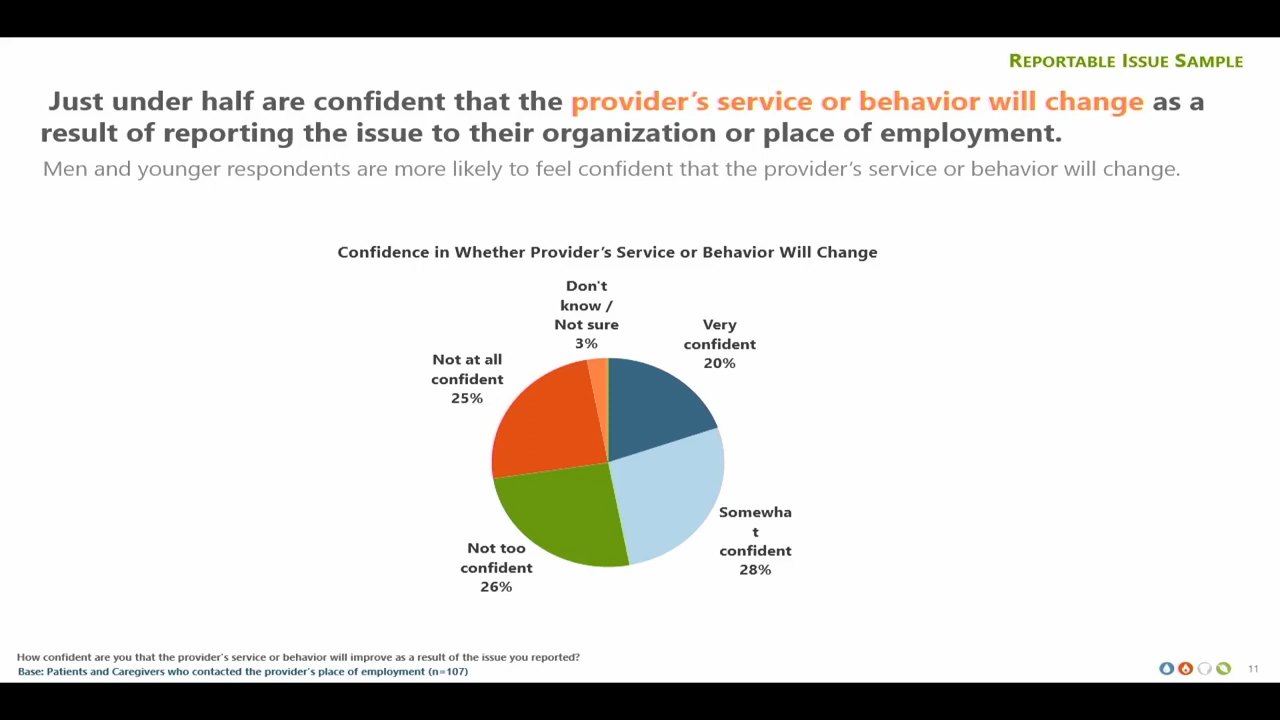 REPORTABLE ISSUE SAMPLE
Just under half are confident that the provider's service or behavior will change as a
result of reporting the issue to their organization or place of employment.
Men and younger respondents are more likely to feel confident that the provider's service or behavior will change.
Confidence in Whether Provider's Service or Behavior Will Change
Don't
know /
Not sure
3%
Very
confident
20%
Not at all
confident
25%
Somewha
t
confident
28%
Not too
confident
26%
How confident are you that the provider's service or behavior will improve as a result of the issue you reported?
Base: Patients and Caregivers who contacted the provider's place of employment (n=107)
11